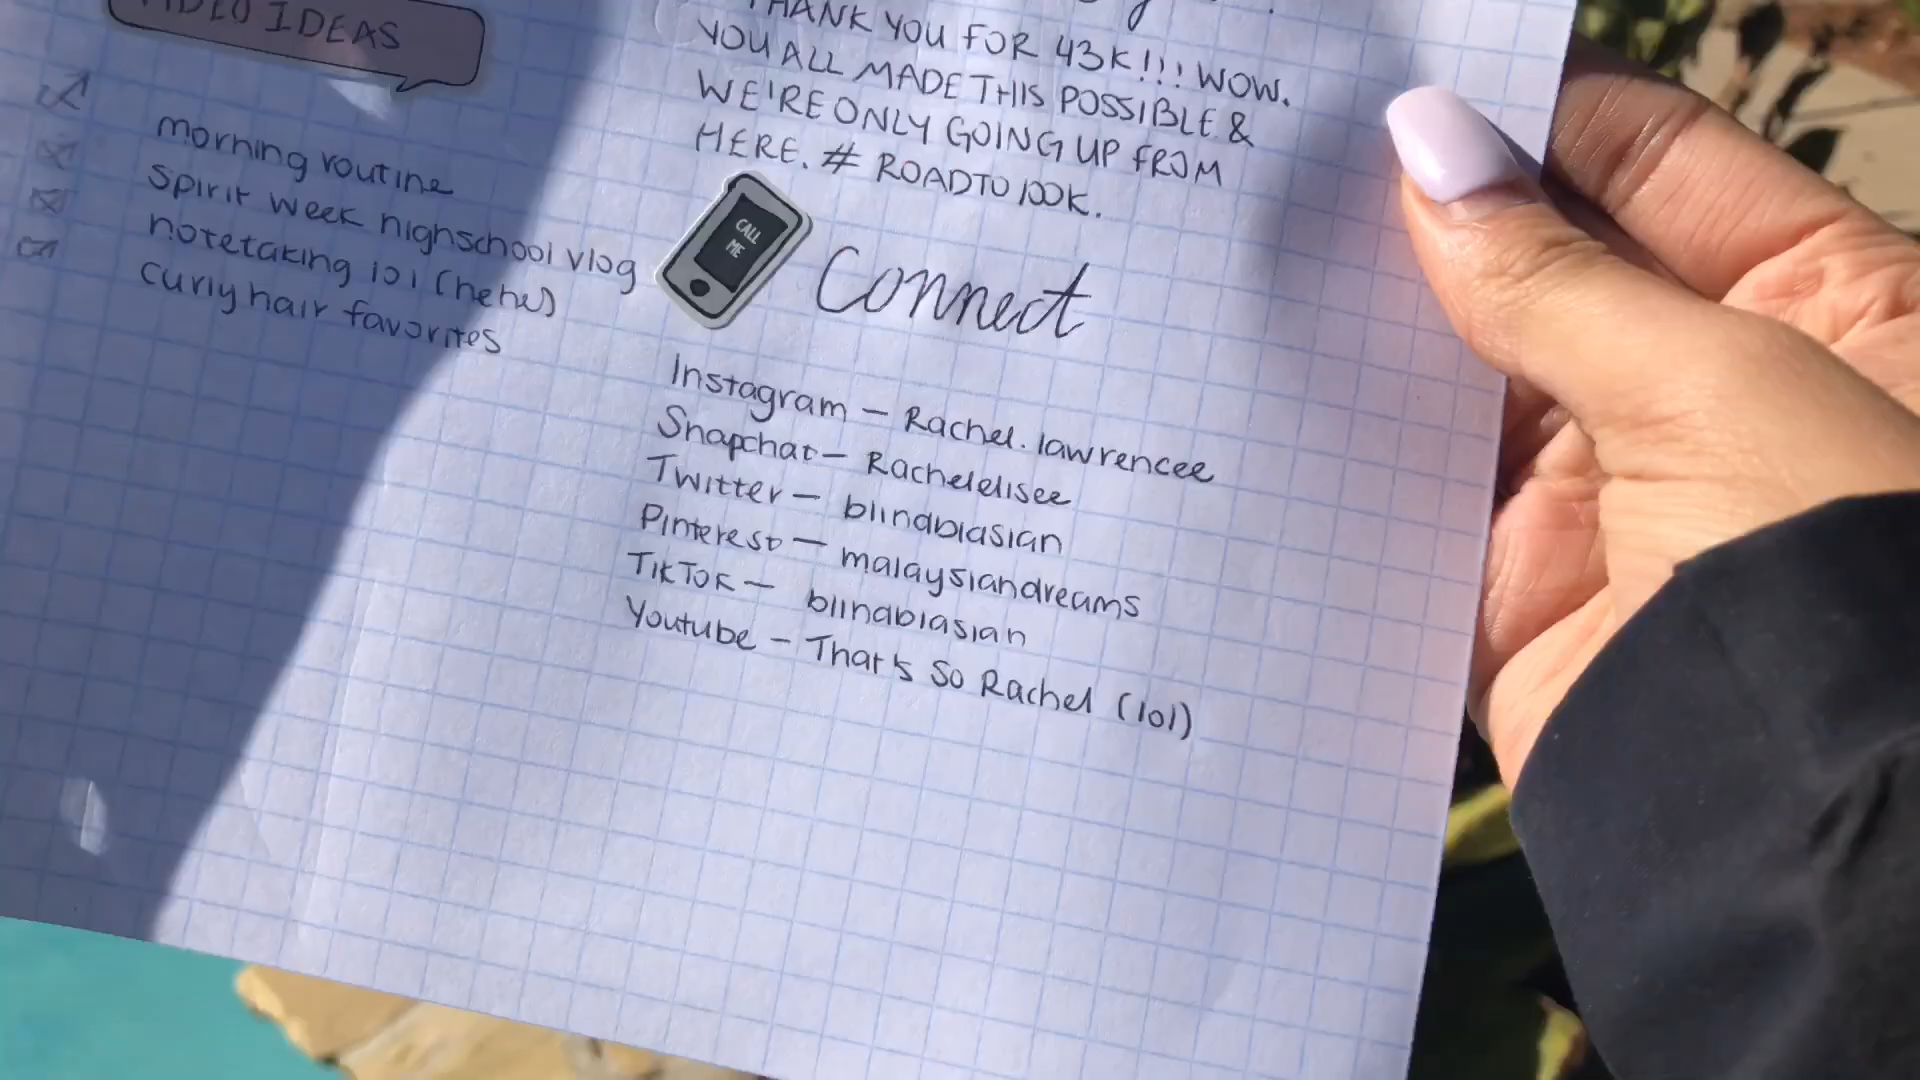 VIDEO IDEAS
morning routine
spirit week highschool vlog
notetaking 101 (hehe)
curly hair favorites
THANK YOU FOR 43K!!! WOW.
YOU ALL MADE THIS POSSIBLE &
WE'RE ONLY GOING UP FROM
HERE. # ROADTO100K.
CALL
ME
Connect
Instagram - Rachel.lawrencee
Snapchat - Rachelelisee
Twitter - blindblasian
Pinterest - malaysiandreams
TikTok - blindblasian
Youtube - That's So Rachel (lol)